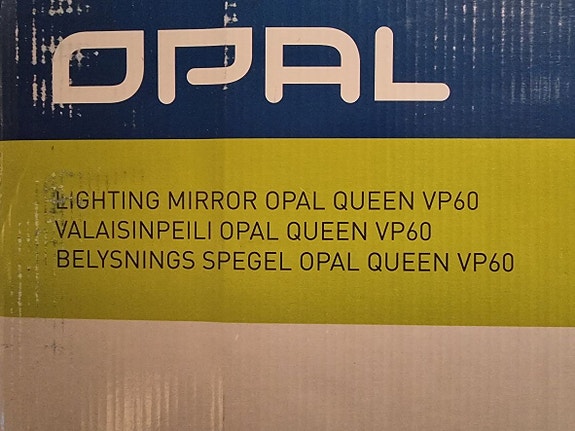 OPAL
LIGHTING MIRROR OPAL QUEEN VP60
VALAISINPEILI OPAL QUEEN VP60
BELYSNINGS SPEGEL OPAL QUEEN VP60